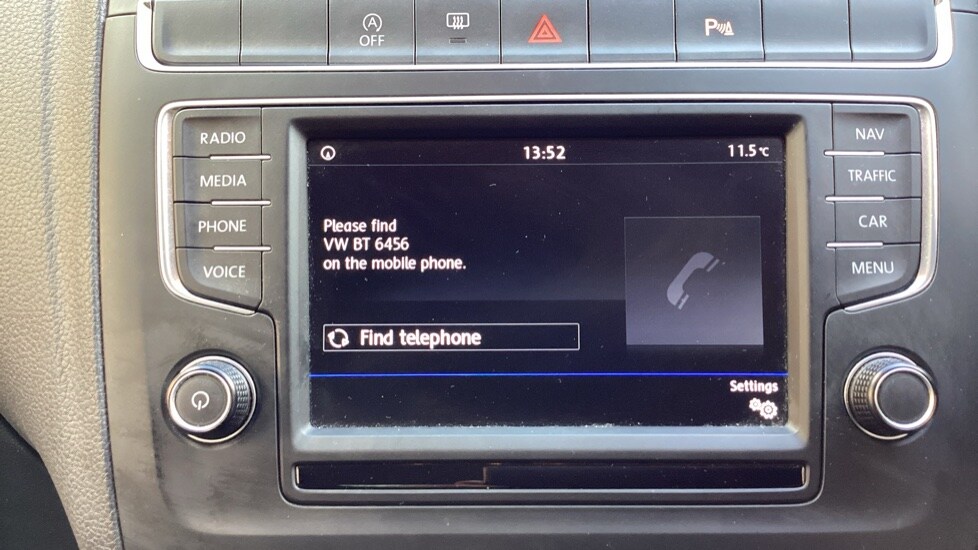 A
OFF
P
RADIO
MEDIA
PHONE
VOICE
13:52
11.5°C
Please find
VW BT 6456
on the mobile phone.
Find telephone
Settings
NAV
TRAFFIC
CAR
MENU